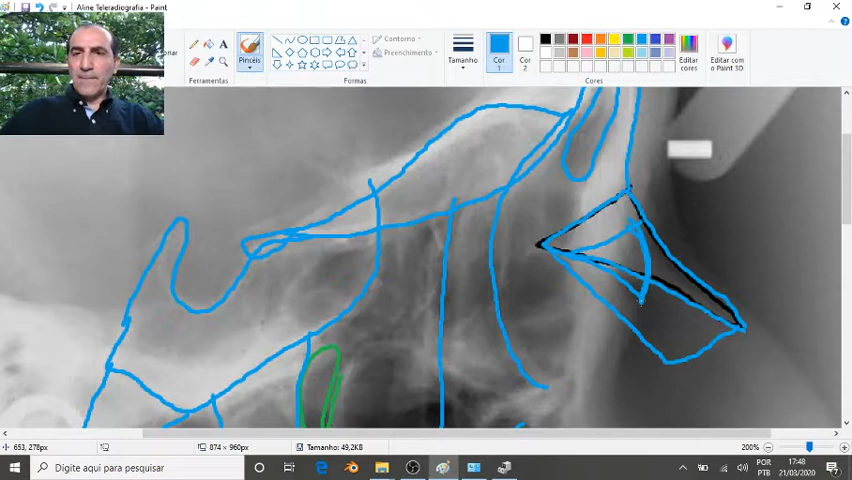 Aline Teleradiografia - Paint
A
Pincéis
Ferramentas
Contorno
Preenchimento
Formas
Tamanho
Cor
1
Cor
2
Editar
cores
Editar com
o Paint 3D
Cores
653, 278px
874 × 960px
Tamanho: 49,2KB
200%
Digite aqui para pesquisar
POR
PTB
17:48
21/03/2020